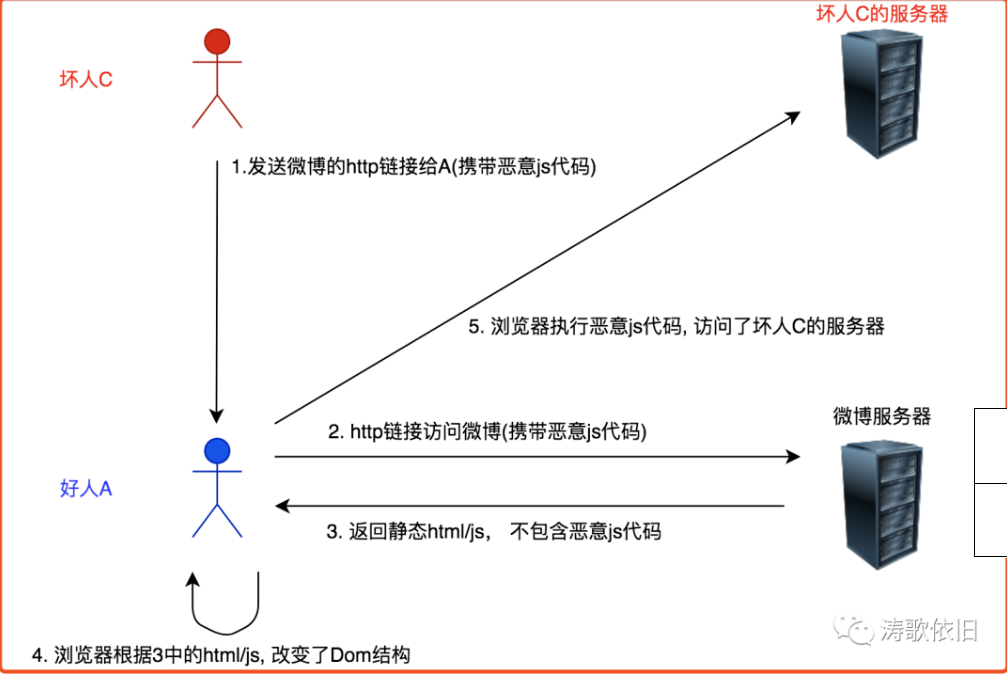 坏人C的服务器
坏人C
1.发送微博的http链接给A(携带恶意js代码)
5. 浏览器执行恶意js代码, 访问了坏人C的服务器
微博服务器
2. http链接访问微博(携带恶意js代码)
好人A
3. 返回静态html/js， 不包含恶意js代码
涛歌依旧
4. 浏览器根据3中的html/js, 改变了Dom结构